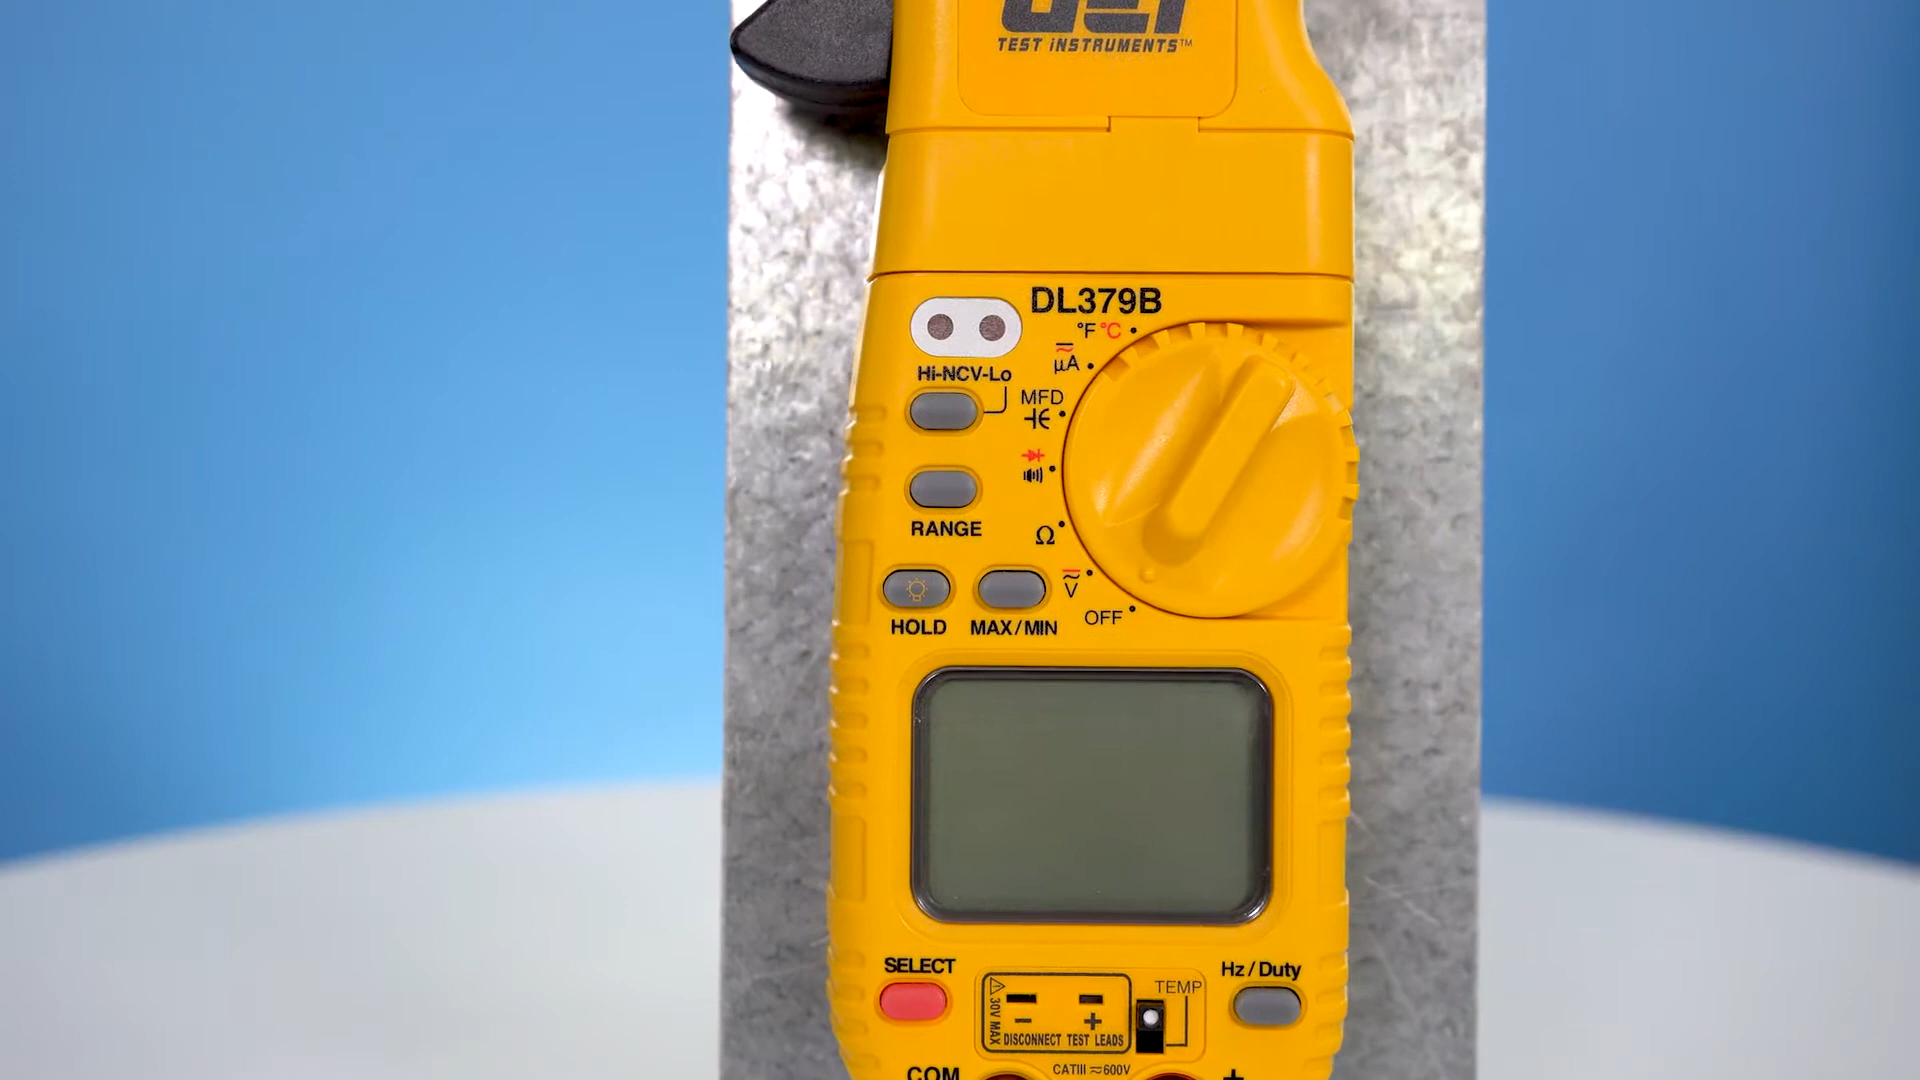 UEi
TEST iNSTRUMENTS™
DL379B
°F °C
µA
Hi-NCV-Lo
MFD
RANGE
Ω
V
HOLD
MAX/MIN
OFF
SELECT
Hz/Duty
TEMP
30V MAX
− +
DISCONNECT TEST LEADS
CATIII ≂600V
COM
+